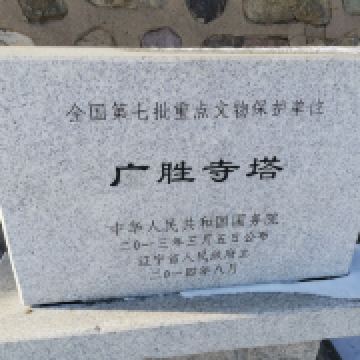 全国第七批重点文物保护单位
广胜寺塔
中华人民共和国国务院
二〇一三年三月五日公布
辽宁省人民政府立
二〇一四年八月